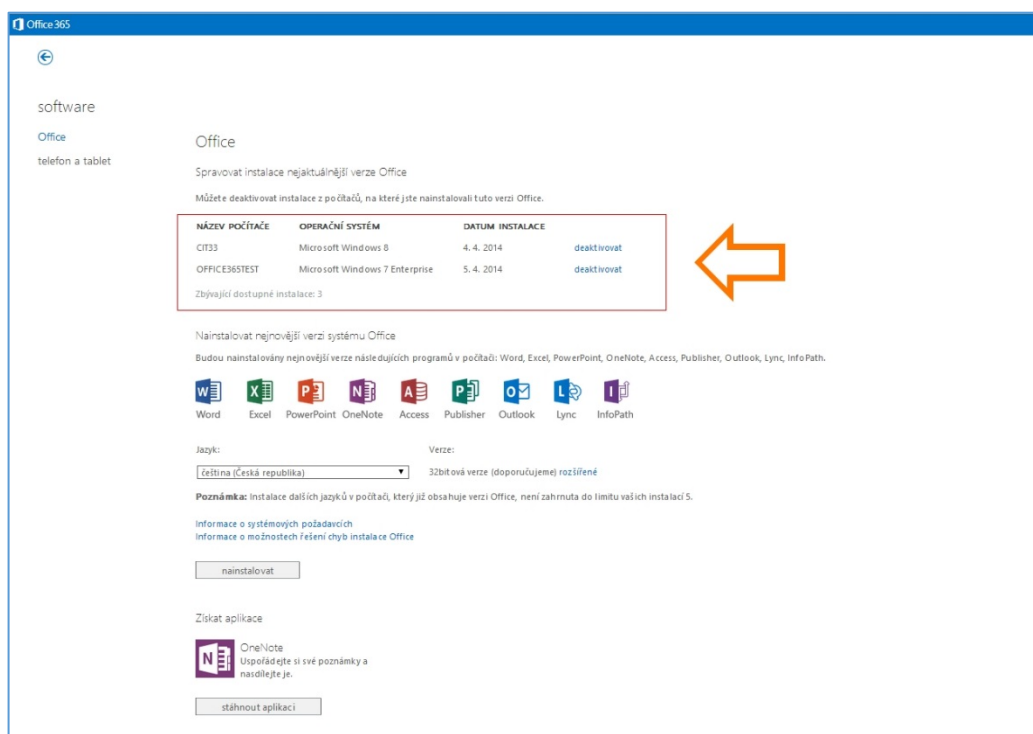 Office 365
software
Office
telefon a tablet
Office
Spravovat instalace nejaktuálnější verze Office
Můžete deaktivovat instalace z počítačů, na které jste nainstalovali tuto verzi Office.
NÁZEV POČÍTAČE OPERAČNÍ SYSTÉM DATUM INSTALACE
CIT33 Microsoft Windows 8 4. 4. 2014 deaktivovat
OFFICE365TEST Microsoft Windows 7 Enterprise 5. 4. 2014 deaktivovat
Zbývající dostupné instalace: 3
Nainstalovat nejnovější verzi systému Office
Budou nainstalovány nejnovější verze následujících programů v počítači: Word, Excel, PowerPoint, OneNote, Access, Publisher, Outlook, Lync, InfoPath.
Word Excel PowerPoint OneNote Access Publisher Outlook Lync InfoPath
Jazyk: Verze:
čeština (Česká republika) 32bitová verze (doporučujeme) rozšířené
Poznámka: Instalace dalších jazyků v počítači, který již obsahuje verzi Office, není zahrnuta do limitu vašich instalací 5.
Informace o systémových požadavcích
Informace o možnostech řešení chyb instalace Office
nainstalovat
Získat aplikace
OneNote
Uspořádejte si své poznámky a
nasdílejte je.
stáhnout aplikaci